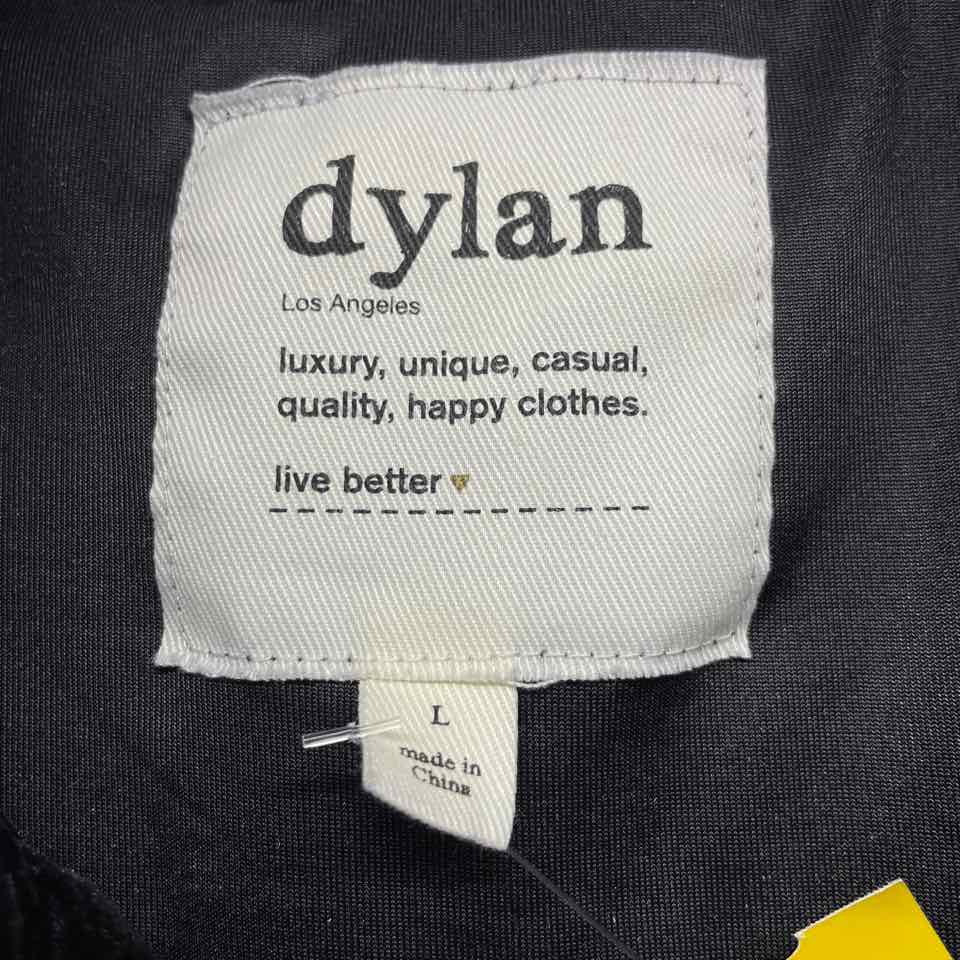 dylan
Los Angeles
luxury, unique, casual,
quality, happy clothes.
live better
L
made in
China